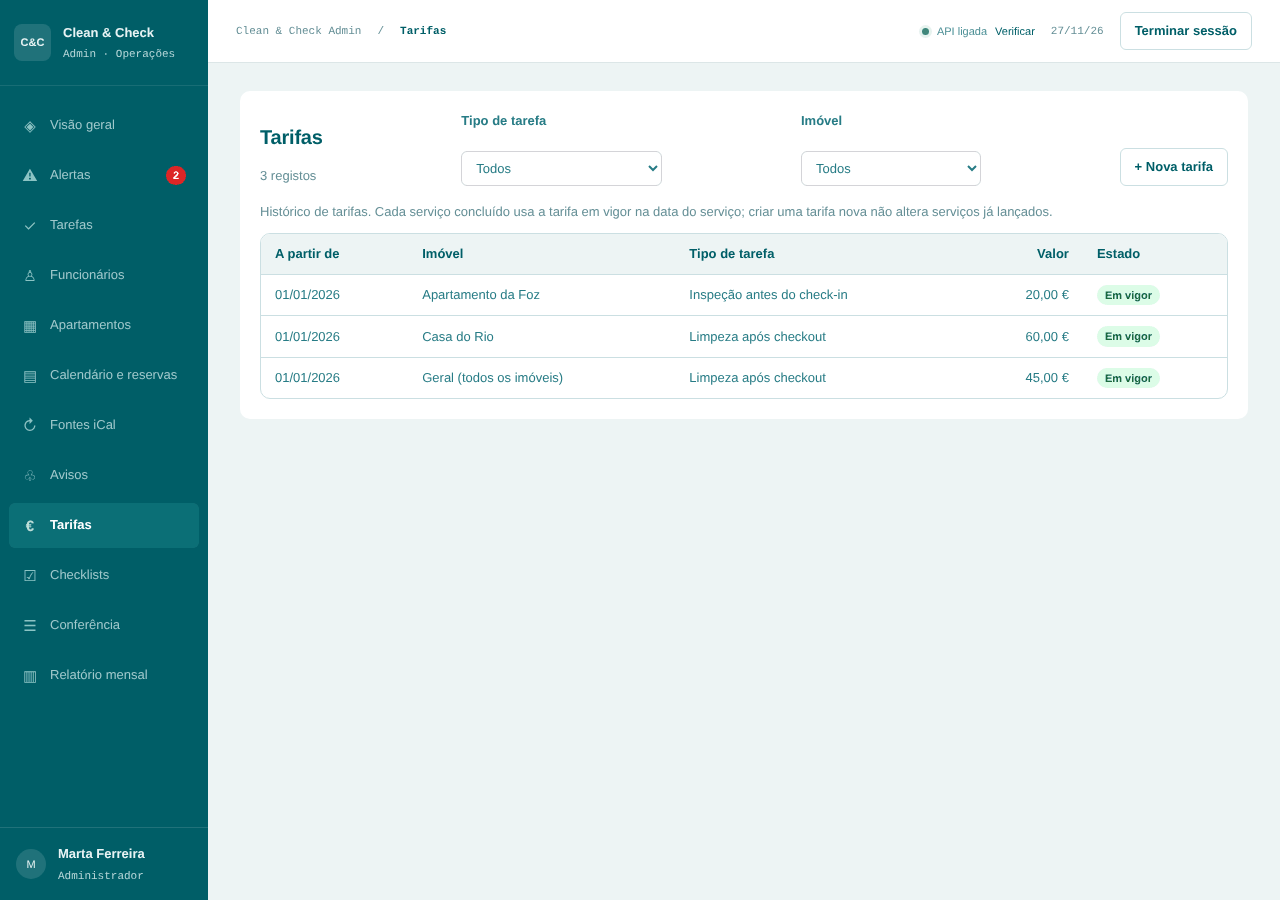 C&C
Clean & Check
Admin · Operações
Visão geral
Alertas 2
Tarefas
Funcionários
Apartamentos
Calendário e reservas
Fontes iCal
Avisos
€ Tarifas
Checklists
Conferência
Relatório mensal
M
Marta Ferreira
Administrador
Clean & Check Admin / Tarifas
API ligada Verificar 27/11/26 Terminar sessão
Tarifas
3 registos
Tipo de tarefa
Todos
Imóvel
Todos
+ Nova tarifa
Histórico de tarifas. Cada serviço concluído usa a tarifa em vigor na data do serviço; criar uma tarifa nova não altera serviços já lançados.
A partir de Imóvel Tipo de tarefa Valor Estado
01/01/2026 Apartamento da Foz Inspeção antes do check-in 20,00 € Em vigor
01/01/2026 Casa do Rio Limpeza após checkout 60,00 € Em vigor
01/01/2026 Geral (todos os imóveis) Limpeza após checkout 45,00 € Em vigor